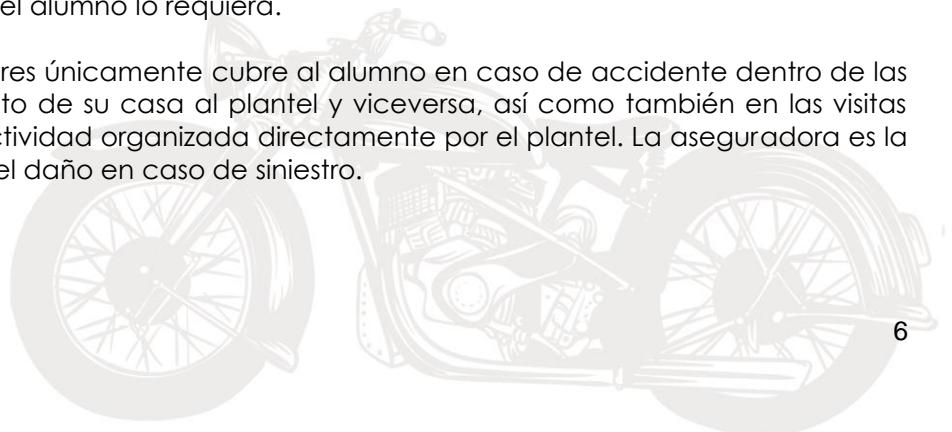 el alumno lo requiera.
res únicamente cubre al alumno en caso de accidente dentro de las
to de su casa al plantel y viceversa, así como también en las visitas
ctividad organizada directamente por el plantel. La aseguradora es la
el daño en caso de siniestro.
6